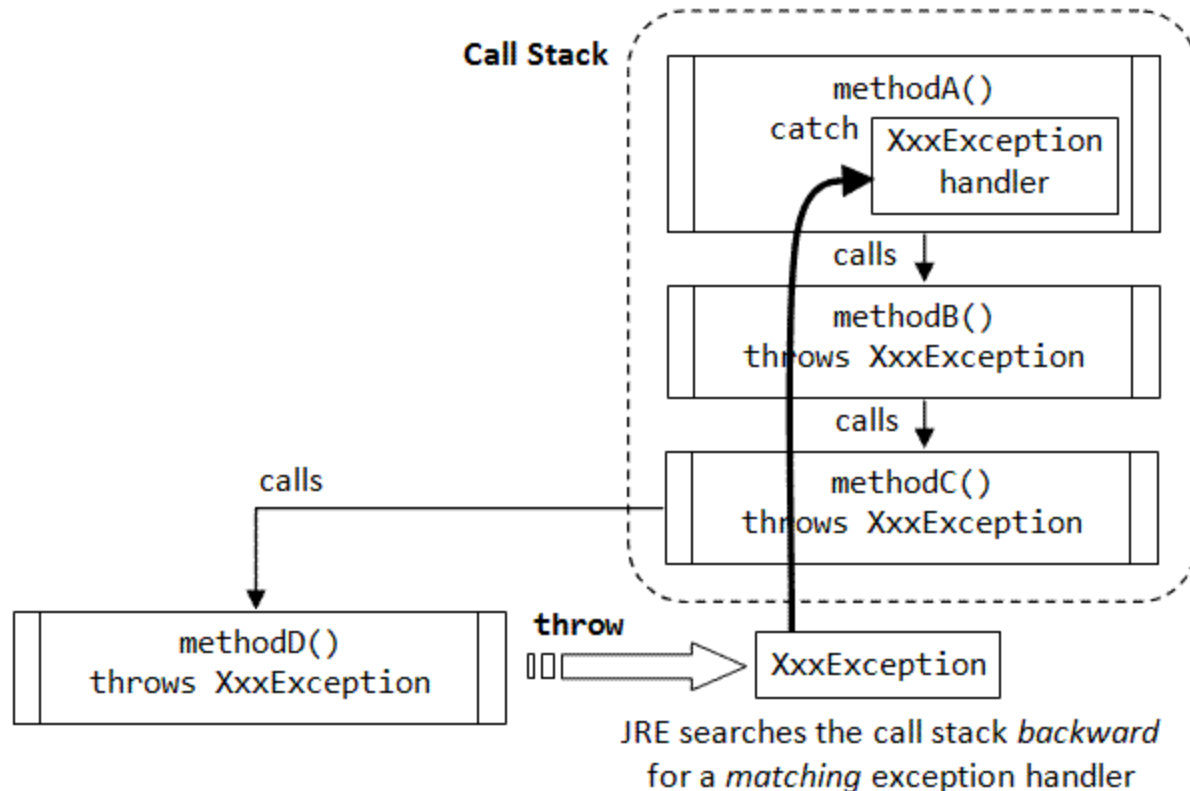 Call Stack
methodA()
catch
XxxException
handler
calls
methodB()
throws XxxException
calls
methodC()
throws XxxException
calls
methodD()
throws XxxException
throw
XxxException
JRE searches the call stack backward
for a matching exception handler